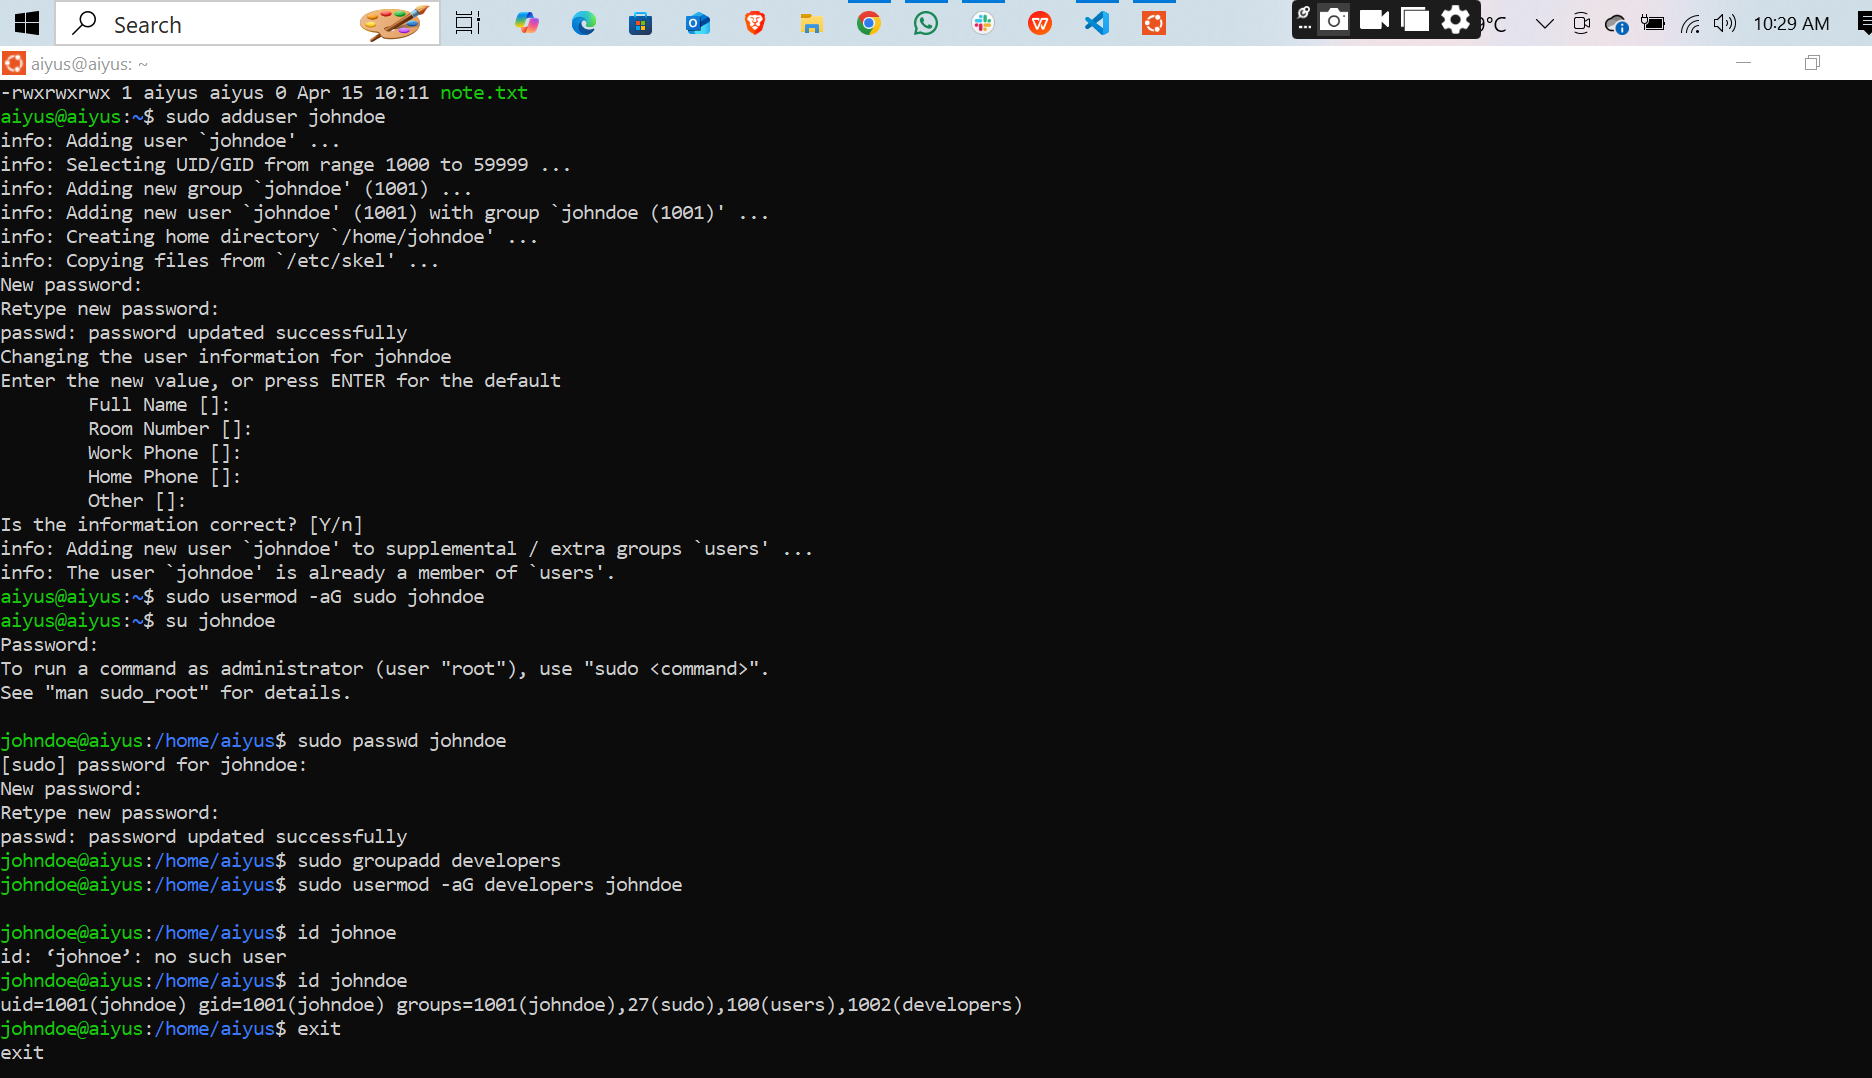 Search
9°C
10:29 AM
aiyus@aiyus: ~
-rwxrwxrwx 1 aiyus aiyus 0 Apr 15 10:11 note.txt
aiyus@aiyus:~$ sudo adduser johndoe
info: Adding user `johndoe' ...
info: Selecting UID/GID from range 1000 to 59999 ...
info: Adding new group `johndoe' (1001) ...
info: Adding new user `johndoe' (1001) with group `johndoe (1001)' ...
info: Creating home directory `/home/johndoe' ...
info: Copying files from `/etc/skel' ...
New password:
Retype new password:
passwd: password updated successfully
Changing the user information for johndoe
Enter the new value, or press ENTER for the default
        Full Name []:
        Room Number []:
        Work Phone []:
        Home Phone []:
        Other []:
Is the information correct? [Y/n]
info: Adding new user `johndoe' to supplemental / extra groups `users' ...
info: The user `johndoe' is already a member of `users'.
aiyus@aiyus:~$ sudo usermod -aG sudo johndoe
aiyus@aiyus:~$ su johndoe
Password:
To run a command as administrator (user "root"), use "sudo <command>".
See "man sudo_root" for details.
johndoe@aiyus:/home/aiyus$ sudo passwd johndoe
[sudo] password for johndoe:
New password:
Retype new password:
passwd: password updated successfully
johndoe@aiyus:/home/aiyus$ sudo groupadd developers
johndoe@aiyus:/home/aiyus$ sudo usermod -aG developers johndoe
johndoe@aiyus:/home/aiyus$ id johnoe
id: ‘johnoe’: no such user
johndoe@aiyus:/home/aiyus$ id johndoe
uid=1001(johndoe) gid=1001(johndoe) groups=1001(johndoe),27(sudo),100(users),1002(developers)
johndoe@aiyus:/home/aiyus$ exit
exit